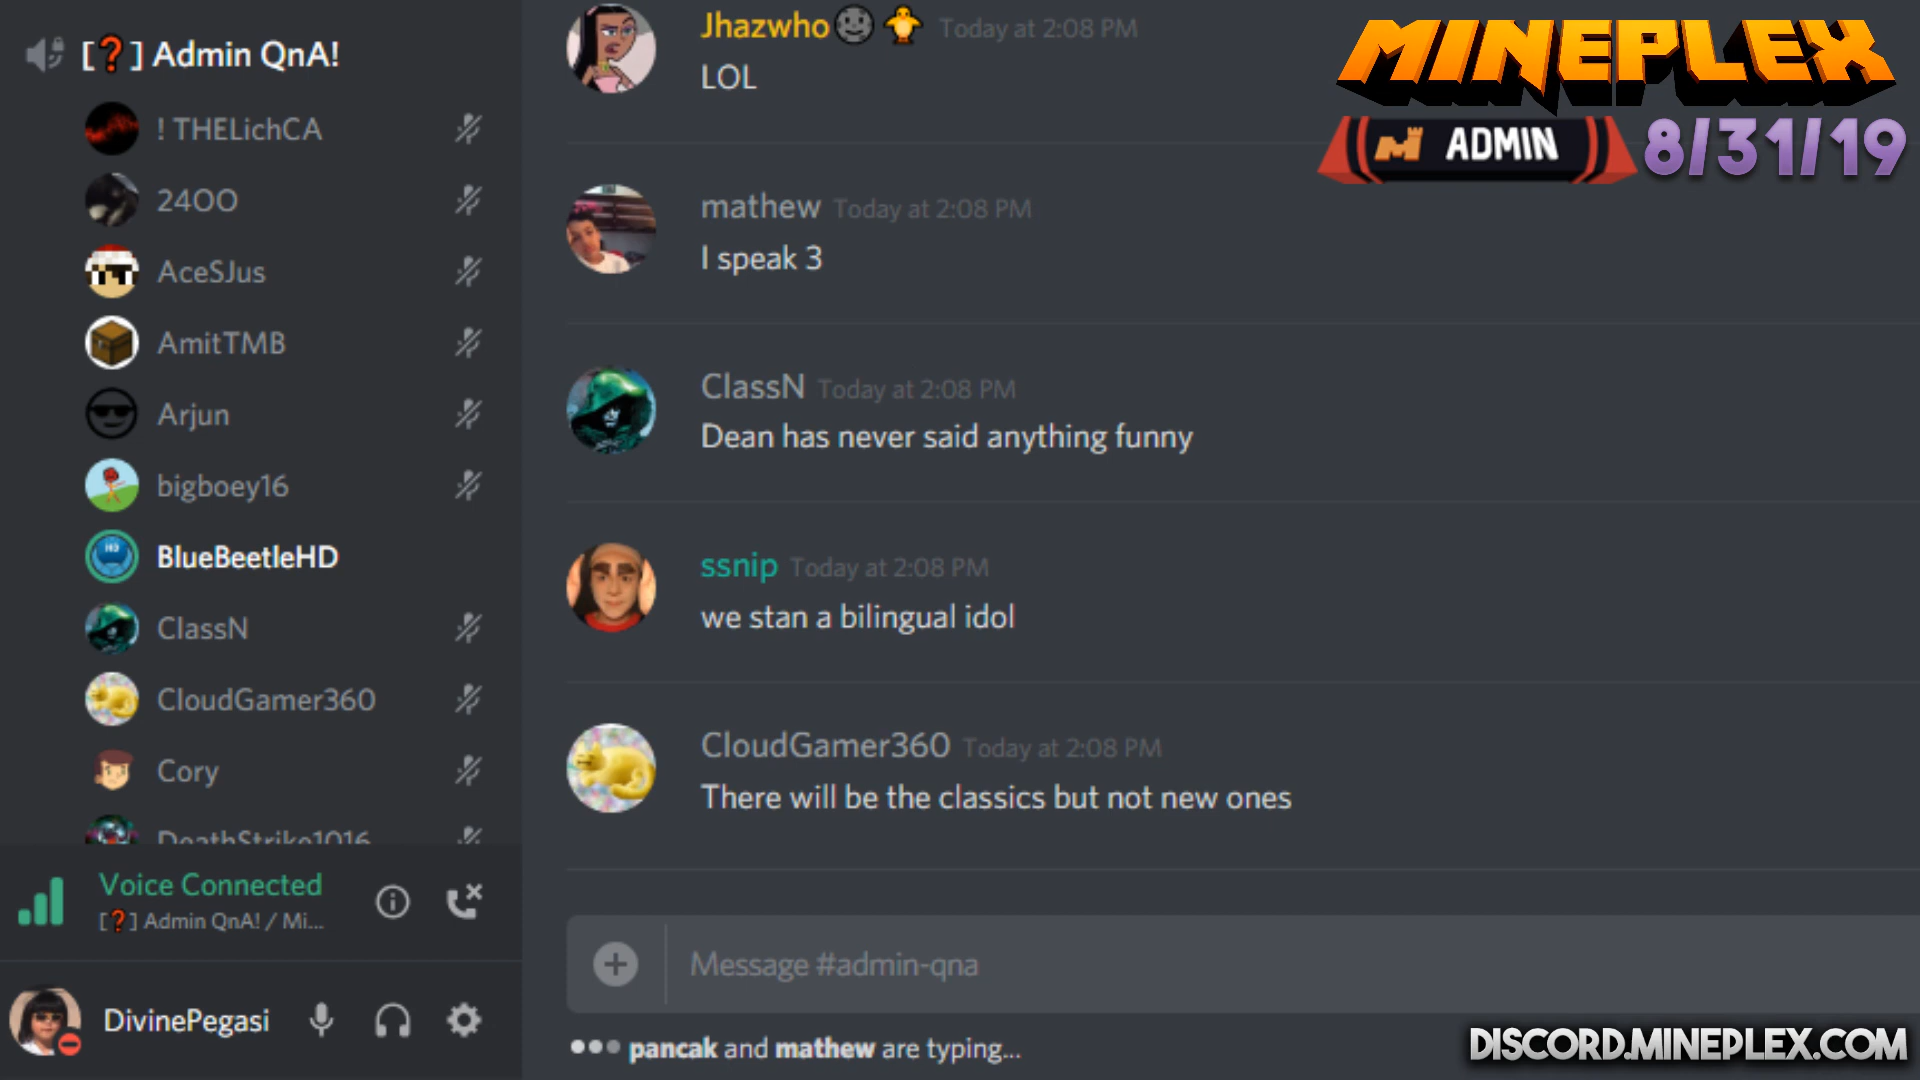 [❓] Admin QnA!
! THELichCA
24OO
AceSJus
AmitTMB
Arjun
bigboey16
BlueBeetleHD
ClassN
CloudGamer360
Cory
DeathStrike1016
Voice Connected
[❓] Admin QnA! / Mi...
DivinePegasi
Jhazwho🌚🐥 Today at 2:08 PM
LOL
mathew Today at 2:08 PM
I speak 3
ClassN Today at 2:08 PM
Dean has never said anything funny
ssnip Today at 2:08 PM
we stan a bilingual idol
CloudGamer360 Today at 2:08 PM
There will be the classics but not new ones
Message #admin-qna
pancak and mathew are typing...
MINEPLEX
ADMIN 8/31/19
DISCORD.MINEPLEX.COM